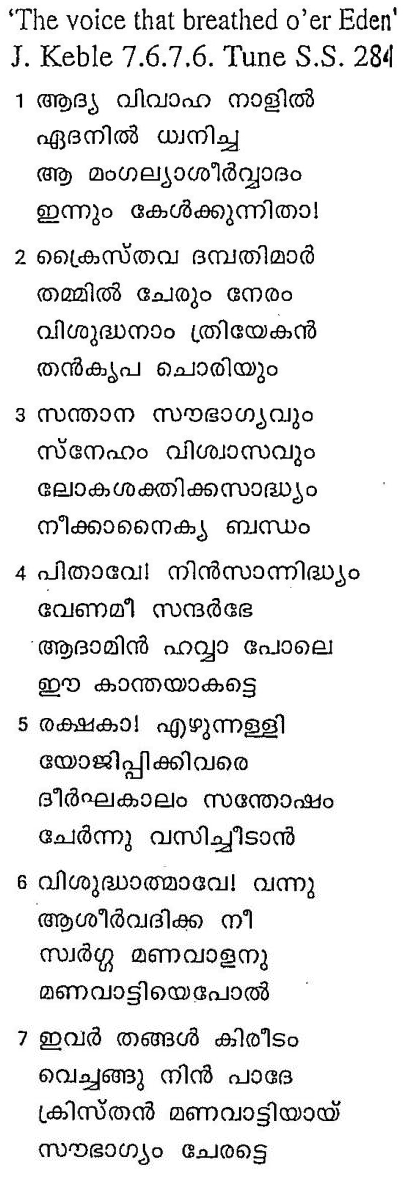 ‘The voice that breathed o’er Eden'
J. Keble 7.6.7.6. Tune S.S. 284
1 ആദ്യ വിവാഹ നാളിൽ
ഏദനിൽ ധ്വനിച്ച
ആ മംഗല്യാശീർവ്വാദം
ഇന്നും കേൾക്കുന്നിതാ!
2 ക്രൈസ്തവ ദമ്പതിമാർ
തമ്മിൽ ചേരും നേരം
വിശുദ്ധനാം ത്രിയേകൻ
തൻകൃപ ചൊരിയും
3 സന്താന സൗഭാഗ്യവും
സ്നേഹം വിശ്വാസവും
ലോകശക്തിക്കസാദ്ധ്യം
നീക്കാനൈക്യ ബന്ധം
4 പിതാവേ! നിൻസാന്നിദ്ധ്യം
വേണമീ സന്ദർഭേ
ആദാമിൻ ഹവ്വാ പോലെ
ഈ കാന്തയാകട്ടെ
5 രക്ഷകാ! എഴുന്നള്ളി
യോജിപ്പിക്കിവരെ
ദീർഘകാലം സന്തോഷം
ചേർന്നു വസിച്ചീടാൻ
6 വിശുദ്ധാത്മാവേ! വന്നു
ആശീർവദിക്ക നീ
സ്വർഗ്ഗ മണവാളനു
മണവാട്ടിയെപോൽ
7 ഇവർ തങ്ങൾ കിരീടം
വെച്ചങ്ങു നിൻ പാദേ
ക്രിസ്തൻ മണവാട്ടിയായ്
സൗഭാഗ്യം ചേരട്ടെ